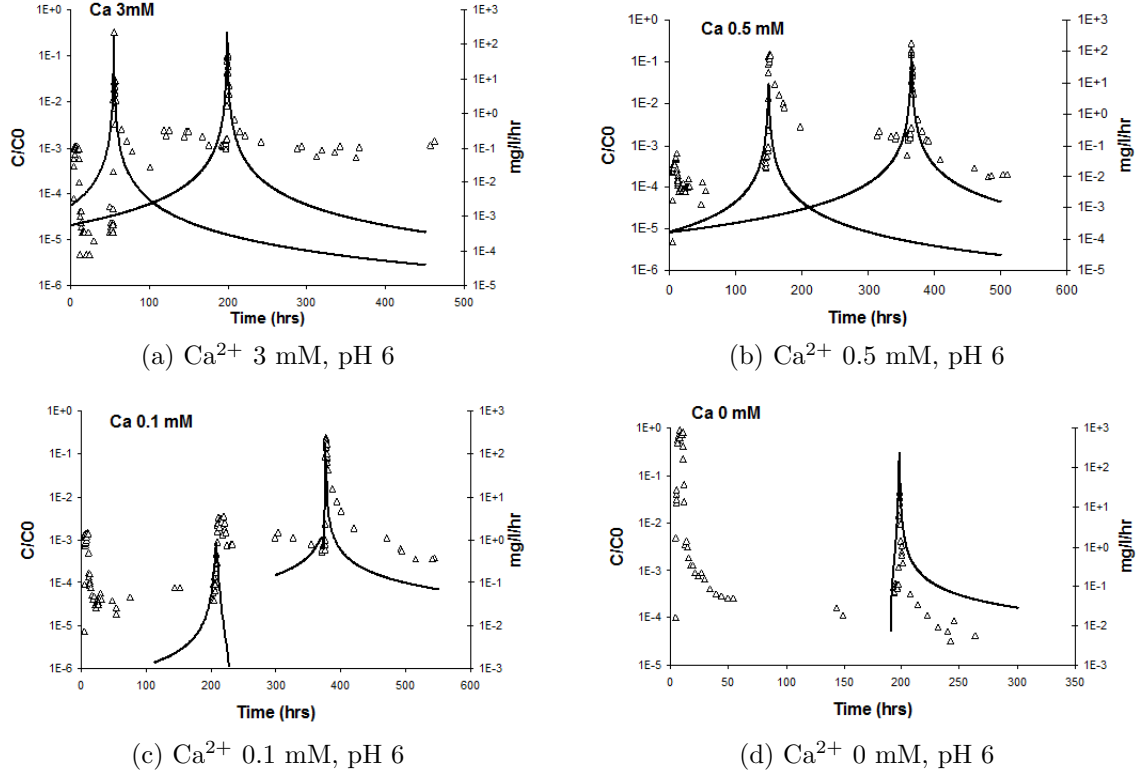 Ca 3mM
1E+0
1E-1
1E-2
1E-3
1E-4
1E-5
1E-6
C/C0
1E+3
1E+2
1E+1
1E+0
1E-1
1E-2
1E-3
1E-4
1E-5
mg/l/hr
0 100 200 300 400 500
Time (hrs)
(a) Ca²⁺ 3 mM, pH 6
Ca 0.5 mM
1E+0
1E-1
1E-2
1E-3
1E-4
1E-5
1E-6
C/C0
1E+3
1E+2
1E+1
1E+0
1E-1
1E-2
1E-3
1E-4
1E-5
mg/l/hr
0 100 200 300 400 500 600
Time (hrs)
(b) Ca²⁺ 0.5 mM, pH 6
Ca 0.1 mM
1E+0
1E-1
1E-2
1E-3
1E-4
1E-5
1E-6
C/C0
1E+3
1E+2
1E+1
1E+0
1E-1
1E-2
1E-3
mg/l/hr
0 100 200 300 400 500 600
Time (hrs)
(c) Ca²⁺ 0.1 mM, pH 6
Ca 0 mM
1E+0
1E-1
1E-2
1E-3
1E-4
1E-5
C/C0
1E+3
1E+2
1E+1
1E+0
1E-1
1E-2
1E-3
mg/l/hr
0 50 100 150 200 250 300 350
Time (hrs)
(d) Ca²⁺ 0 mM, pH 6